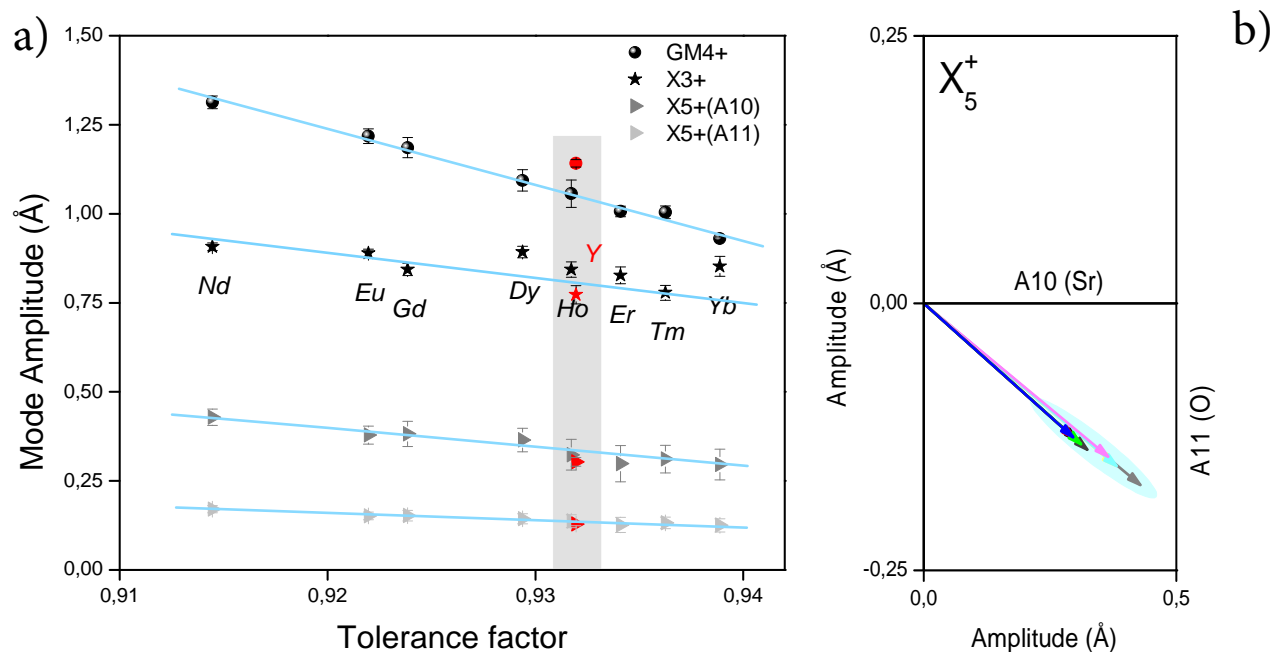 a)
Mode Amplitude (Å)
1,50
1,25
1,00
0,75
0,50
0,25
0,00
GM4+
X3+
X5+(A10)
X5+(A11)
Nd
Eu
Gd
Dy
Ho
Y
Er
Tm
Yb
0,91
0,92
0,93
0,94
Tolerance factor
b)
X5+
Amplitude (Å)
0,25
0,00
-0,25
A10 (Sr)
A11 (O)
0,0
0,5
Amplitude (Å)